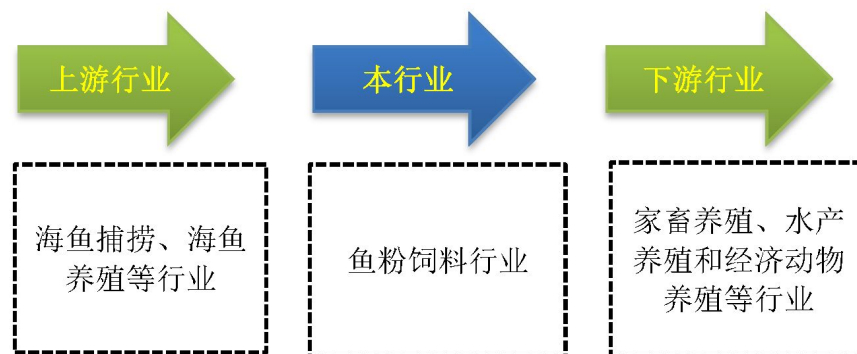 上游行业
本行业
下游行业
海鱼捕捞、海鱼
养殖等行业
鱼粉饲料行业
家畜养殖、水产
养殖和经济动物
养殖等行业